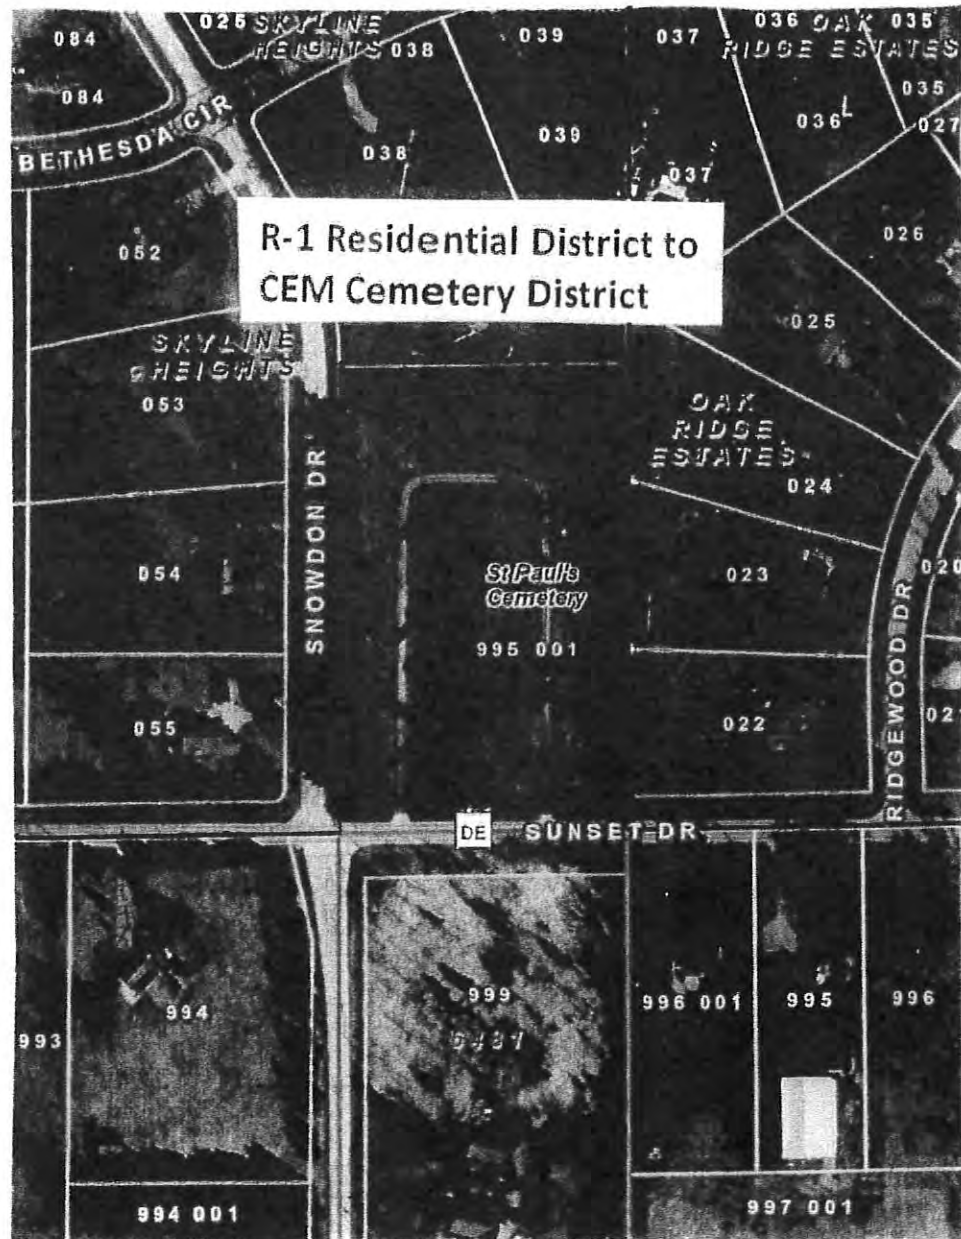 084
026 SKYLINE
HEIGHTS
038
039
037
036 OAK 035
RIDGE ESTATES
084
035
BETHESDA CIR
038
039
036
027
037
052
R-1 Residential District to
CEM Cemetery District
026
025
SKYLINE
HEIGHTS
053
OAK
RIDGE
ESTATES
024
SNOWDON DR
054
St Paul's
Cemetery
995 001
023
020
RIDGEWOOD DR
055
022
021
DE SUNSET DR
993
994
999
6481
996 001
995
996
994 001
997 001